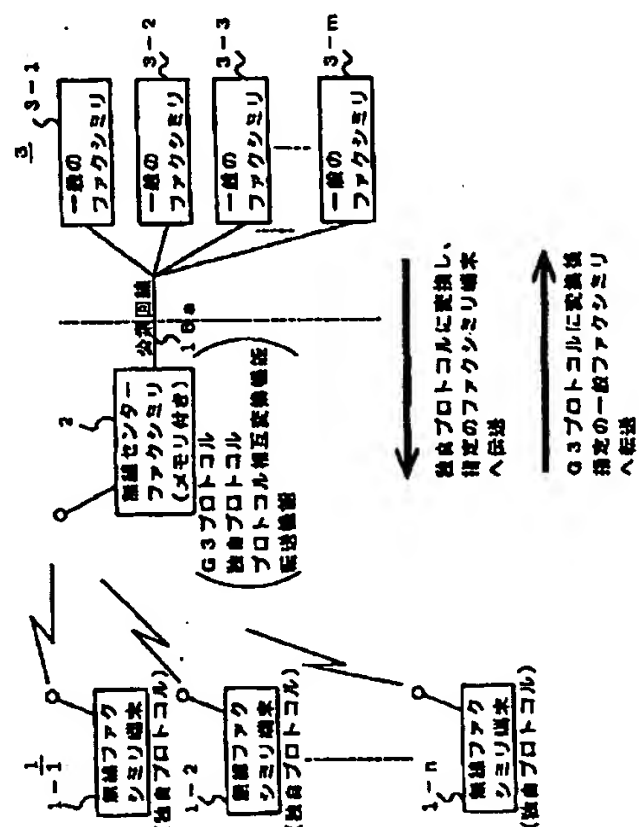 3
3-1
一般の
ファクシミリ
3-2
一般の
ファクシミリ
3-3
一般の
ファクシミリ
3-m
一般の
ファクシミリ
公衆回線
18a
2
無線センター
ファクシミリ
(メモリ付き)
G3プロトコル
独自プロトコル
プロトコル相互変換機能
転送機能
1
1-1
無線ファク
シミリ端末
(独自プロトコル)
1-2
無線ファク
シミリ端末
(独自プロトコル)
1-n
無線ファク
シミリ端末
(独自プロトコル)
独自プロトコルに変換し、
指定のファクシミリ端末
へ伝送
G3プロトコルに変換後
指定の一般ファクシミリ
へ転送